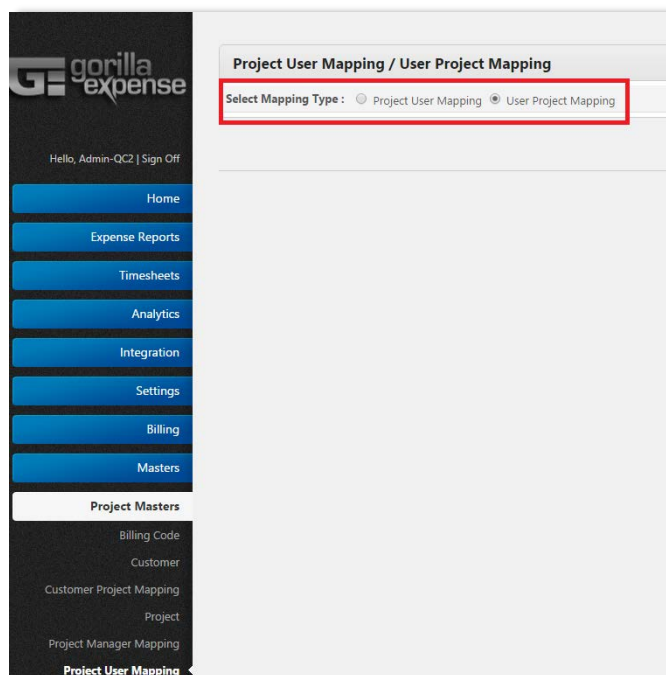 gorilla
expense
Project User Mapping / User Project Mapping
Select Mapping Type : Project User Mapping User Project Mapping
Hello, Admin-QC2 | Sign Off
Home
Expense Reports
Timesheets
Analytics
Integration
Settings
Billing
Masters
Project Masters
Billing Code
Customer
Customer Project Mapping
Project
Project Manager Mapping
Project User Mapping